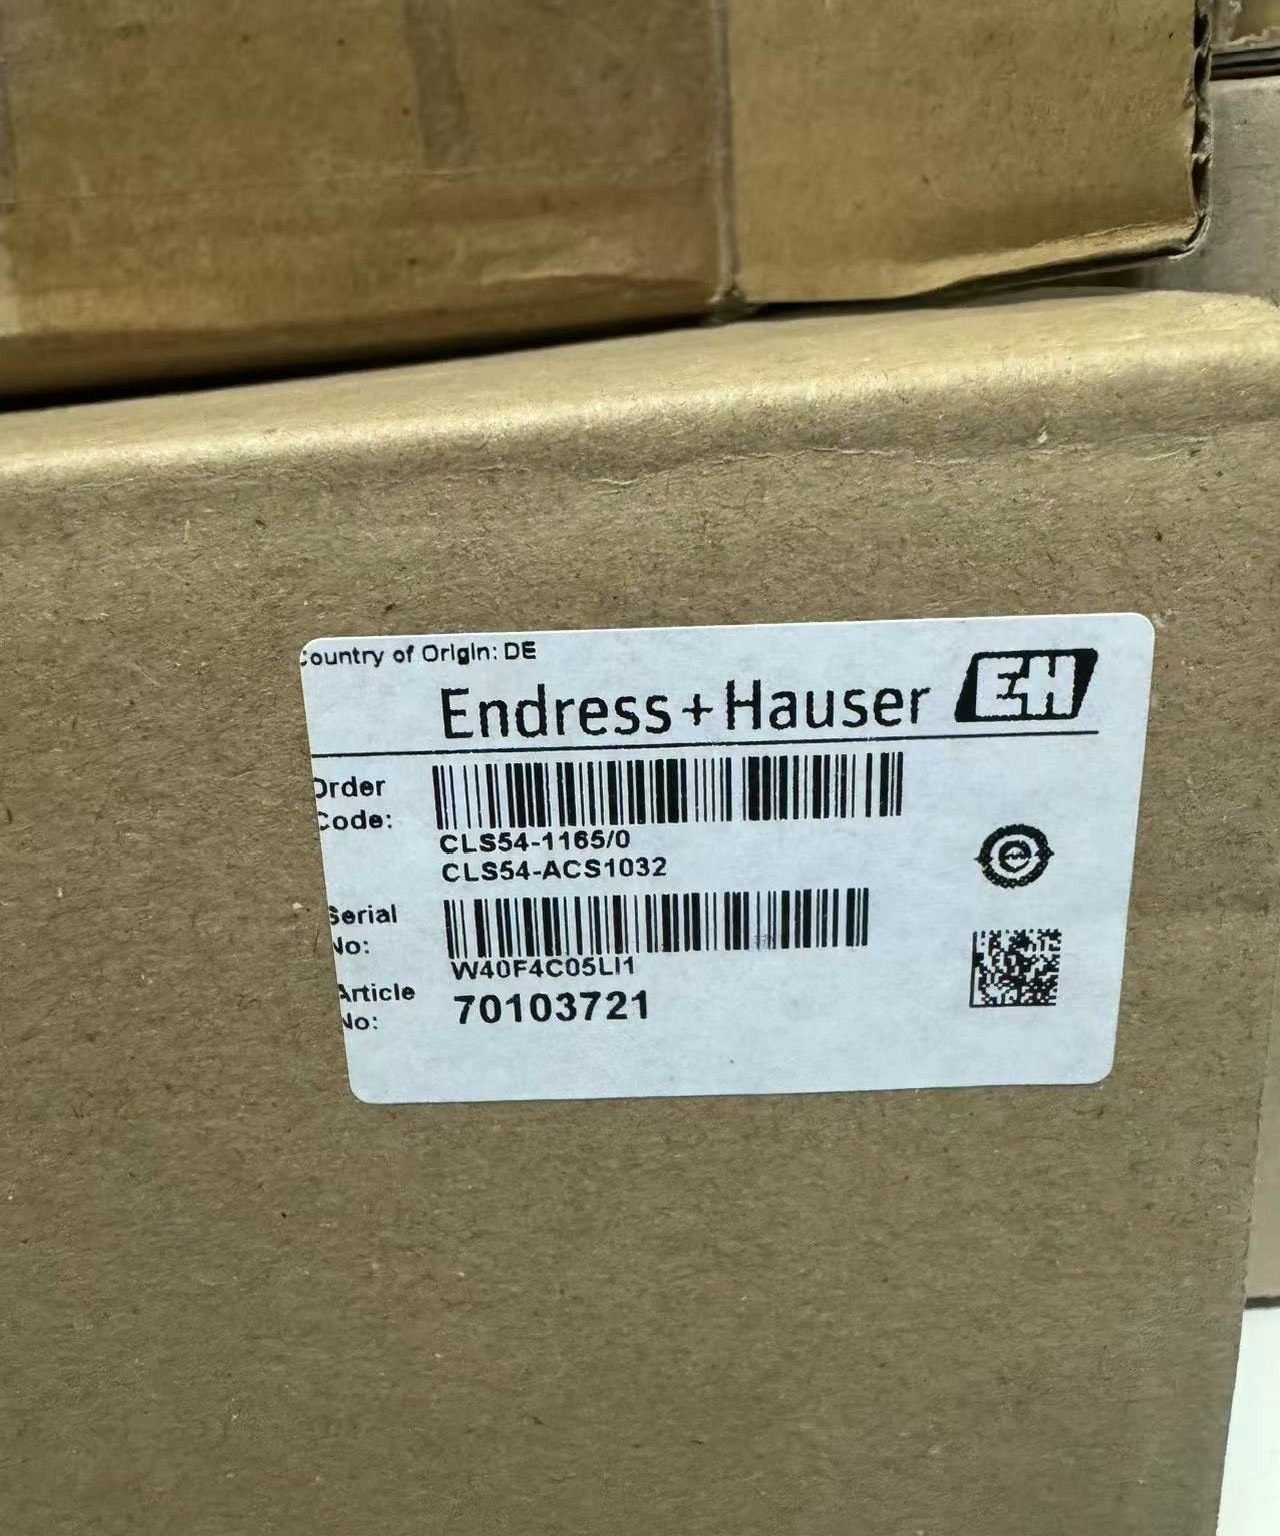 Country of Origin: DE
Endress+Hauser EH
Order
Code:
CLS54-1165/0
CLS54-ACS1032
Serial
No:
W40F4C05LI1
Article
No:
70103721